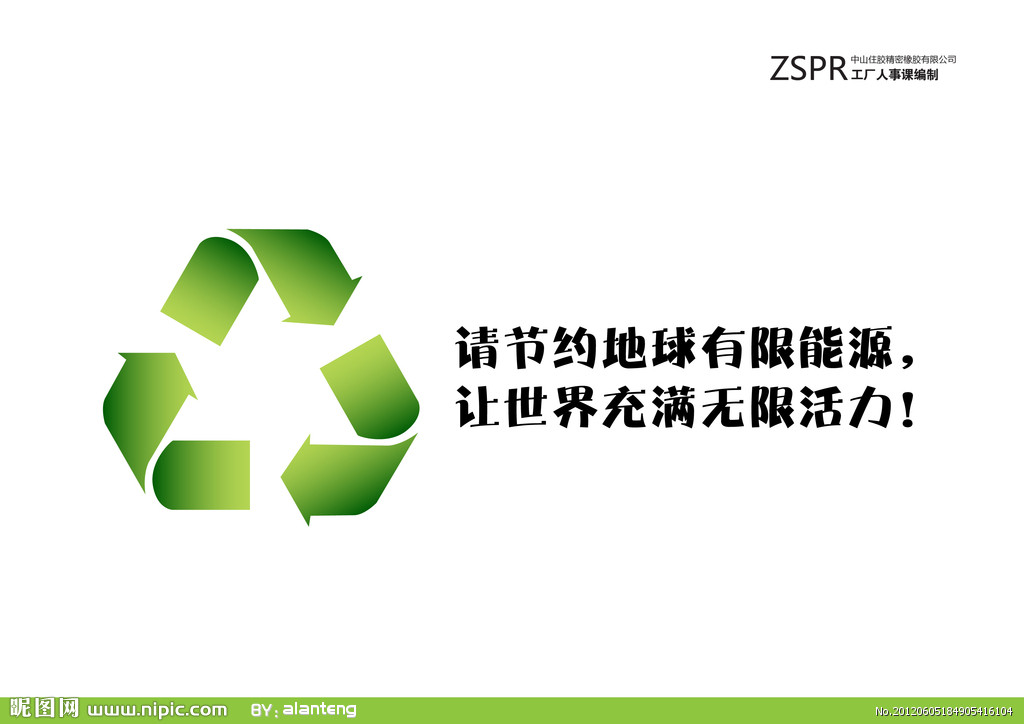 ZSPR
中山住胶精密橡胶有限公司
工厂人事课编制
请节约地球有限能源，
让世界充满无限活力！
昵图网 www.nipic.com BY: alanteng
No.20120605184905416104